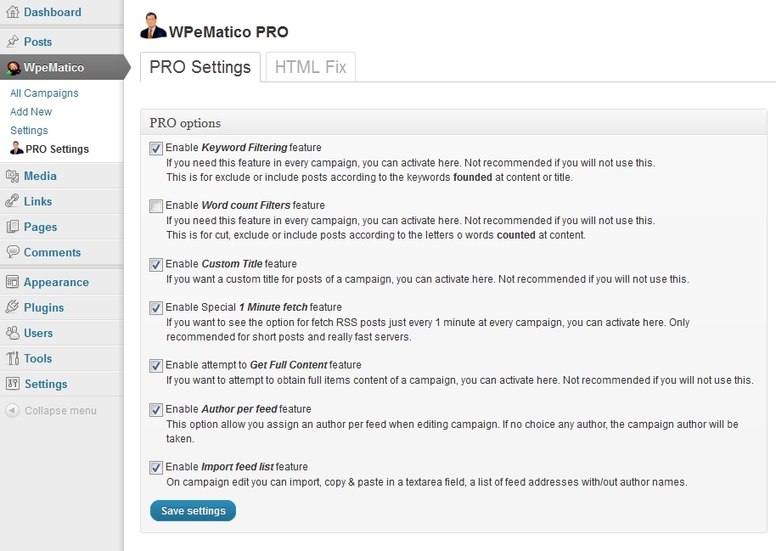 Dashboard
Posts
WpeMatico
All Campaigns
Add New
Settings
PRO Settings
Media
Links
Pages
Comments
Appearance
Plugins
Users
Tools
Settings
Collapse menu
WPeMatico PRO
PRO Settings
HTML Fix
PRO options
Enable Keyword Filtering feature
If you need this feature in every campaign, you can activate here. Not recommended if you will not use this.
This is for exclude or include posts according to the keywords founded at content or title.
Enable Word count Filters feature
If you need this feature in every campaign, you can activate here. Not recommended if you will not use this.
This is for cut, exclude or include posts according to the letters o words counted at content.
Enable Custom Title feature
If you want a custom title for posts of a campaign, you can activate here. Not recommended if you will not use this.
Enable Special 1 Minute fetch feature
If you want to see the option for fetch RSS posts just every 1 minute at every campaign, you can activate here. Only
recommended for short posts and really fast servers.
Enable attempt to Get Full Content feature
If you want to attempt to obtain full items content of a campaign, you can activate here. Not recommended if you will not use this.
Enable Author per feed feature
This option allow you assign an author per feed when editing campaign. If no choice any author, the campaign author will be
taken.
Enable Import feed list feature
On campaign edit you can import, copy & paste in a textarea field, a list of feed addresses with/out author names.
Save settings